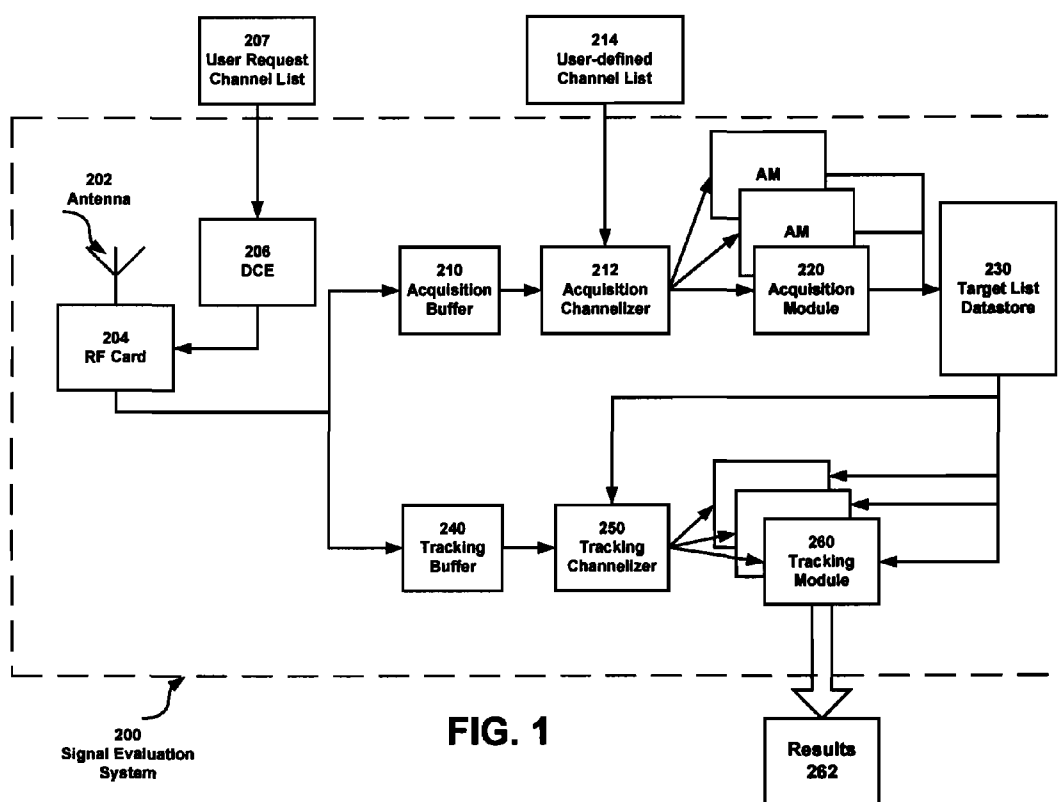 207
User Request
Channel List
214
User-defined
Channel List
202
Antenna
206
DCE
204
RF Card
210
Acquisition
Buffer
212
Acquisition
Channelizer
AM
AM
220
Acquisition
Module
230
Target List
Datastore
240
Tracking
Buffer
250
Tracking
Channelizer
260
Tracking
Module
200
Signal Evaluation
System
FIG. 1
Results
262